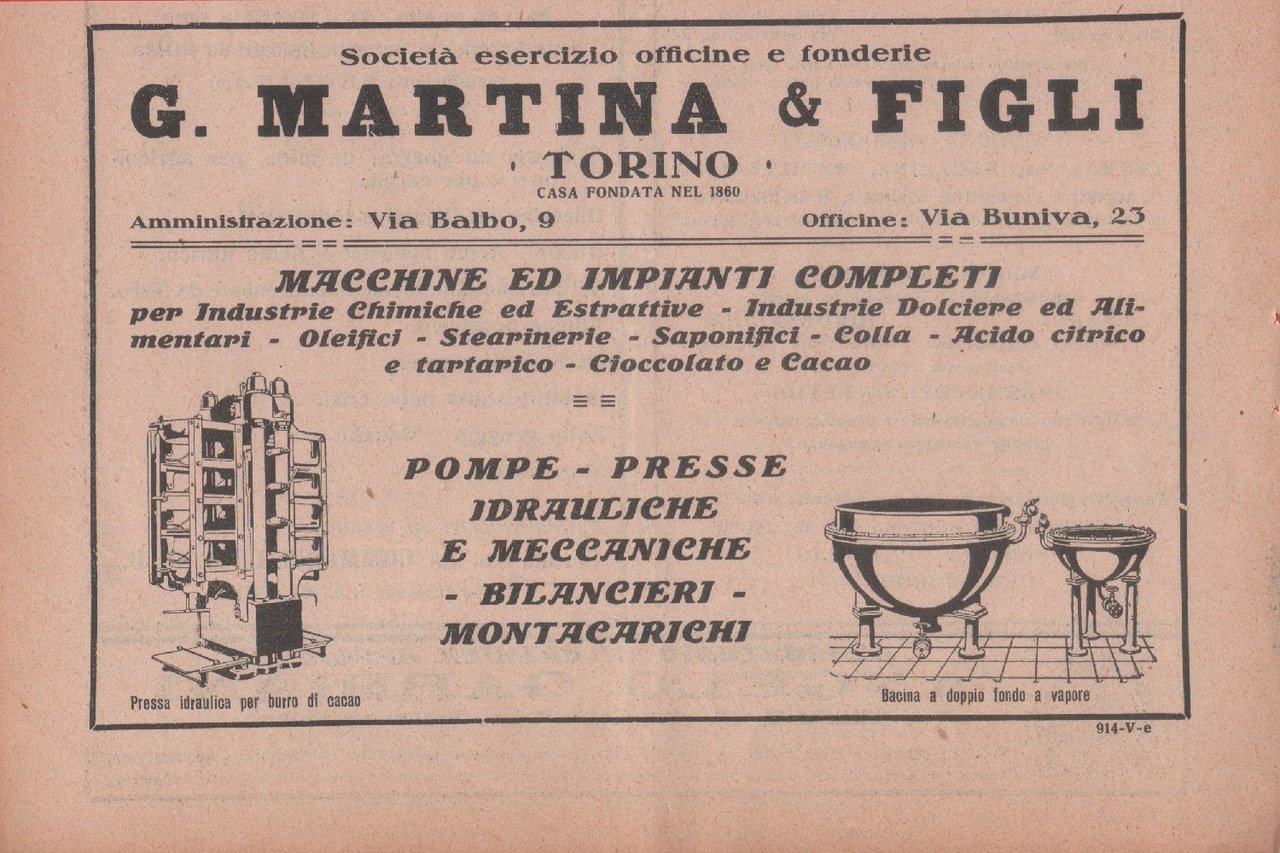 Società esercizio officine e fonderie
G. MARTINA & FIGLI
TORINO
CASA FONDATA NEL 1860
Amministrazione: Via Balbo, 9
Officine: Via Buniva, 23
MACCHINE ED IMPIANTI COMPLETI
per Industrie Chimiche ed Estrattive - Industrie Dolciere ed Ali-
mentari - Oleifici - Stearinerie - Saponifici - Colla - Acido citrico
e tartarico - Cioccolato e Cacao
POMPE - PRESSE
IDRAULICHE
E MECCANICHE
- BILANCIERI -
MONTACARICHI
Pressa idraulica per burro di cacao
Bacina a doppio fondo a vapore
914-V-e